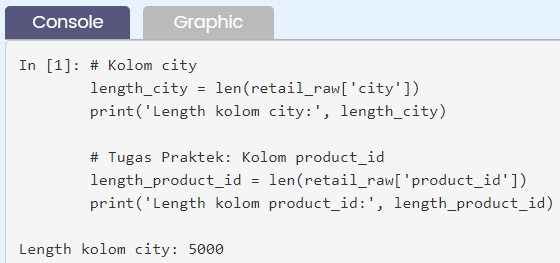 Console
Graphic
In [1]: # Kolom city
length_city = len(retail_raw['city'])
print('Length kolom city:', length_city)
# Tugas Praktek: Kolom product_id
length_product_id = len(retail_raw['product_id'])
print('Length kolom product_id:', length_product_id)
Length kolom city: 5000